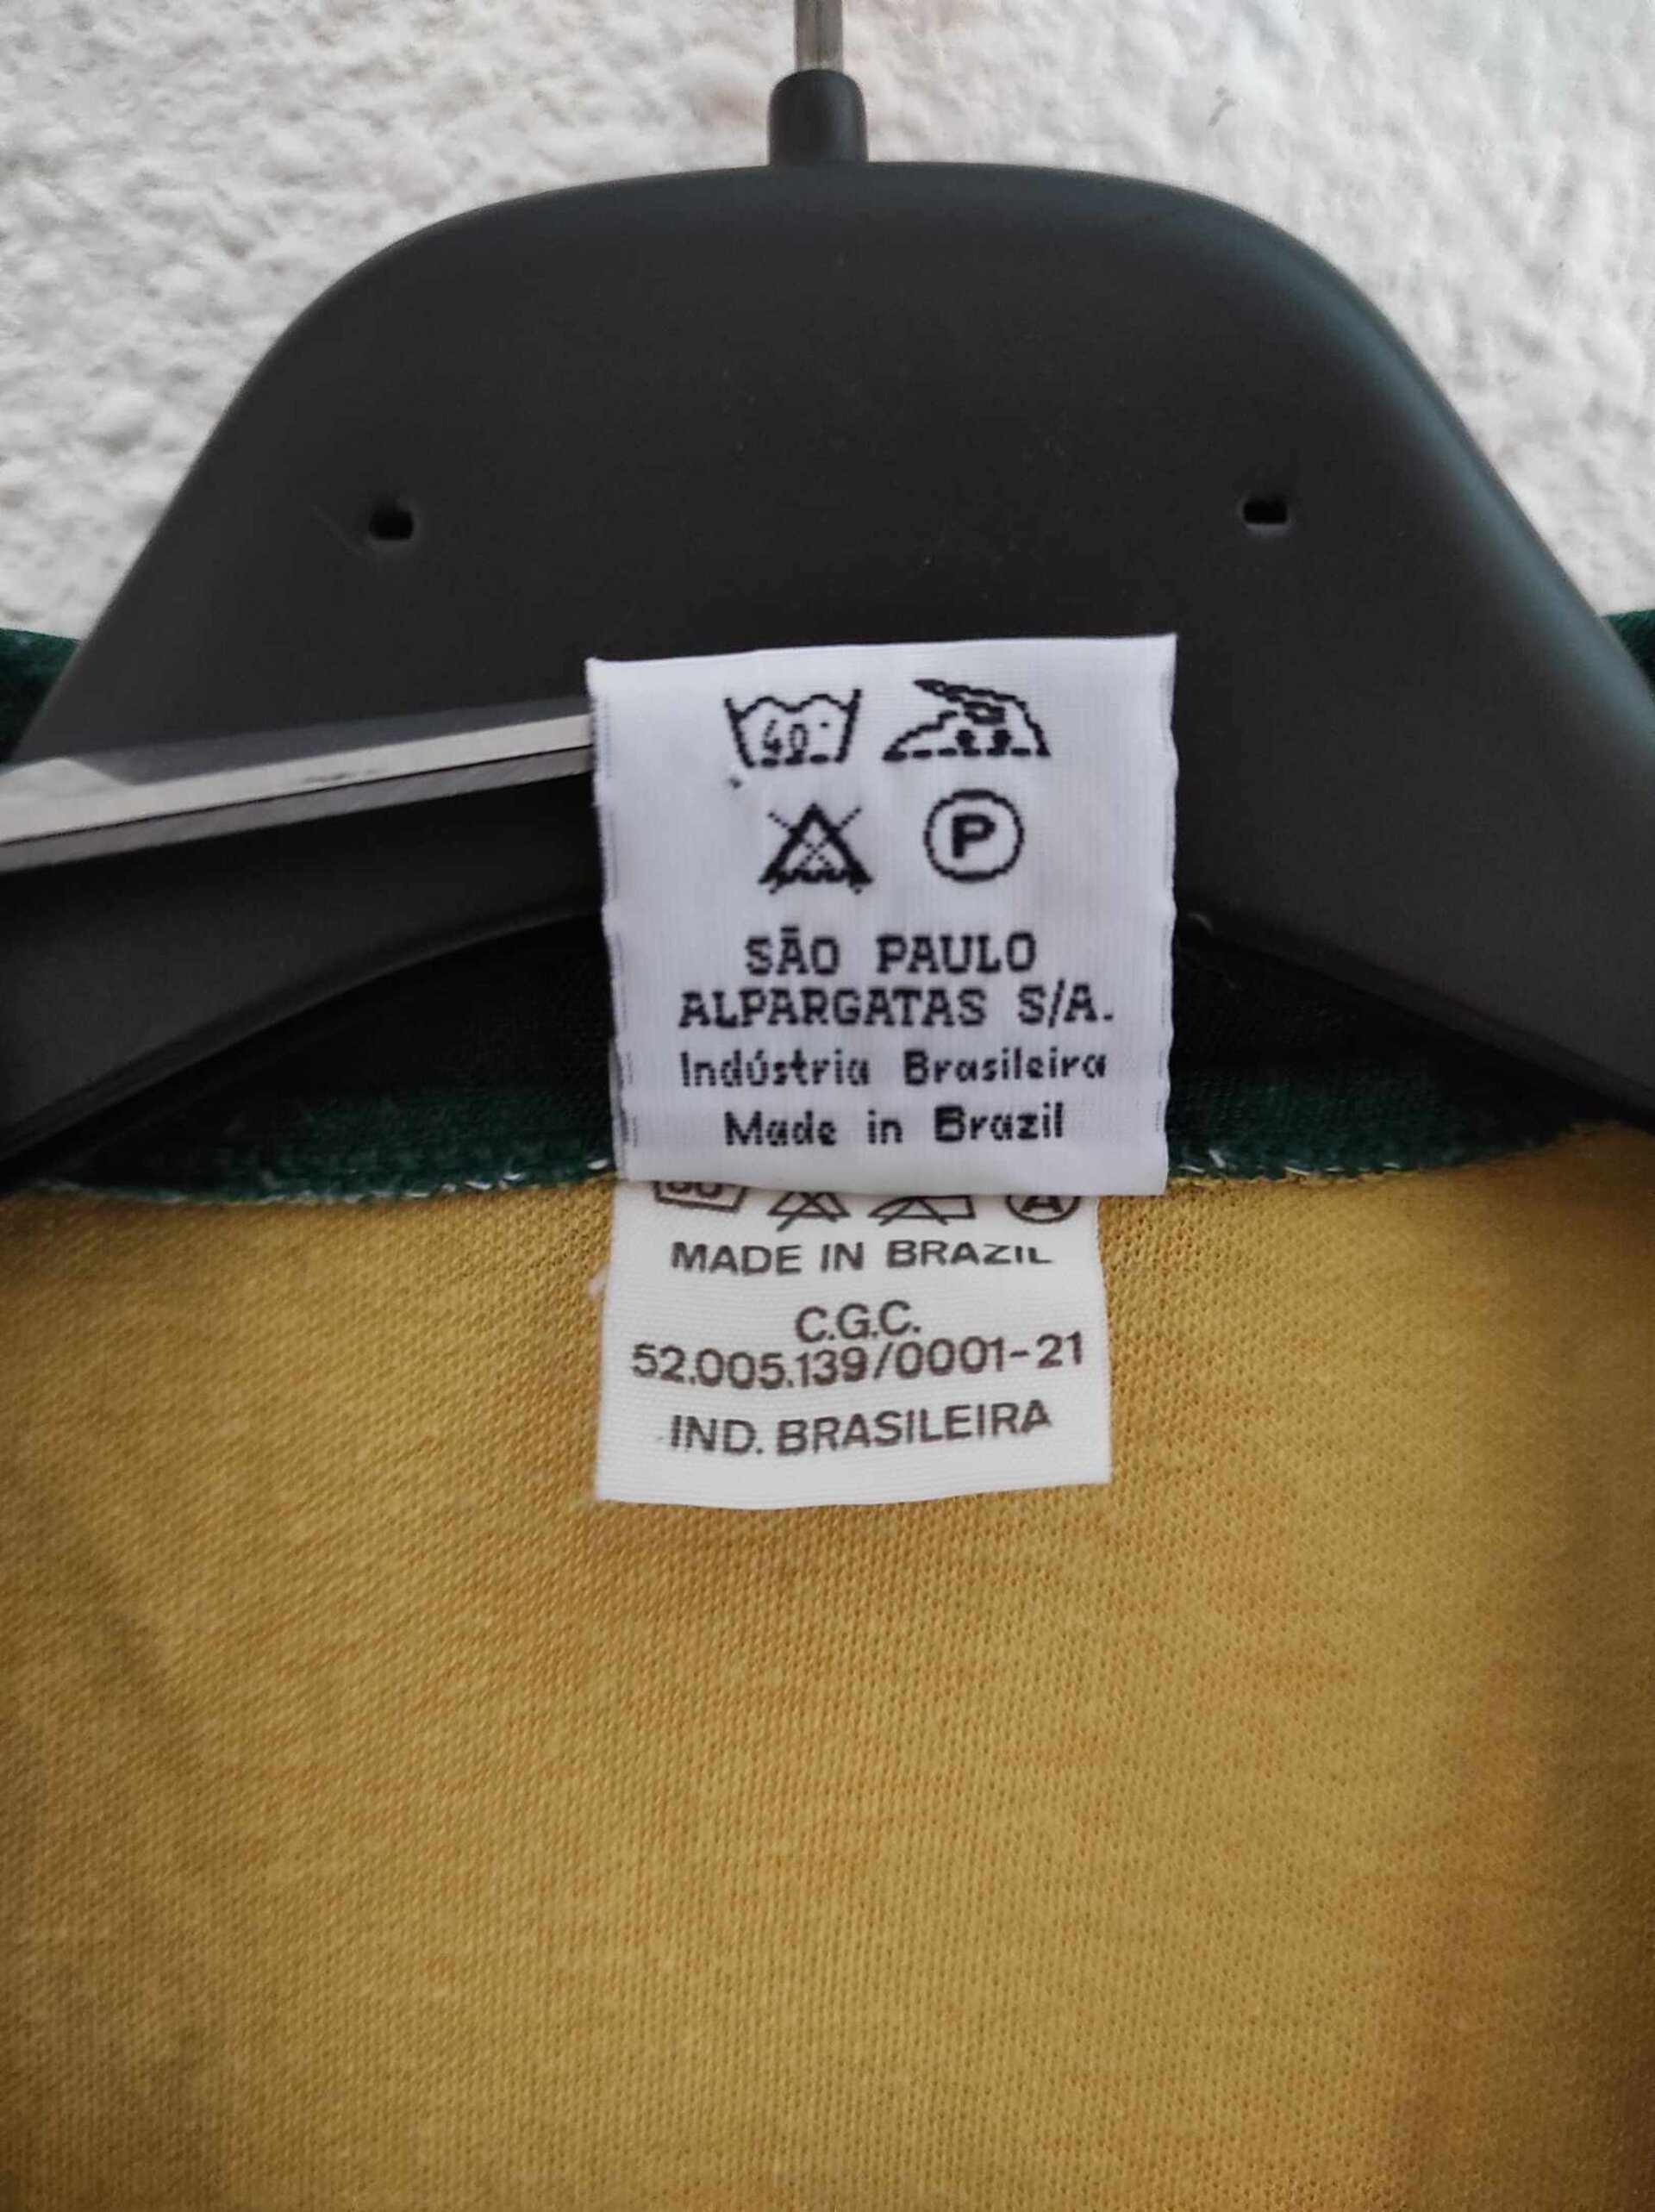 40°
P
SÃO PAULO
ALPARGATAS S/A.
Indústria Brasileira
Made in Brazil
A
MADE IN BRAZIL
C.G.C.
52.005.139/0001-21
IND. BRASILEIRA